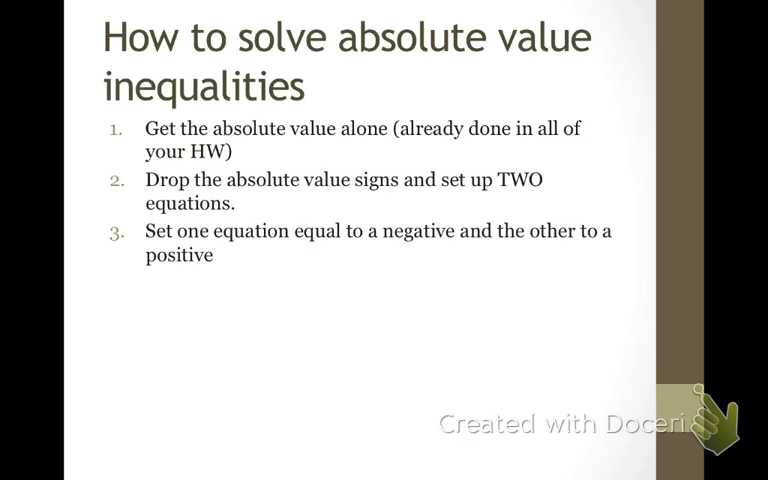 How to solve absolute value
inequalities
1. Get the absolute value alone (already done in all of
your HW)
2. Drop the absolute value signs and set up TWO
equations.
3. Set one equation equal to a negative and the other to a
positive
Created with Doceri